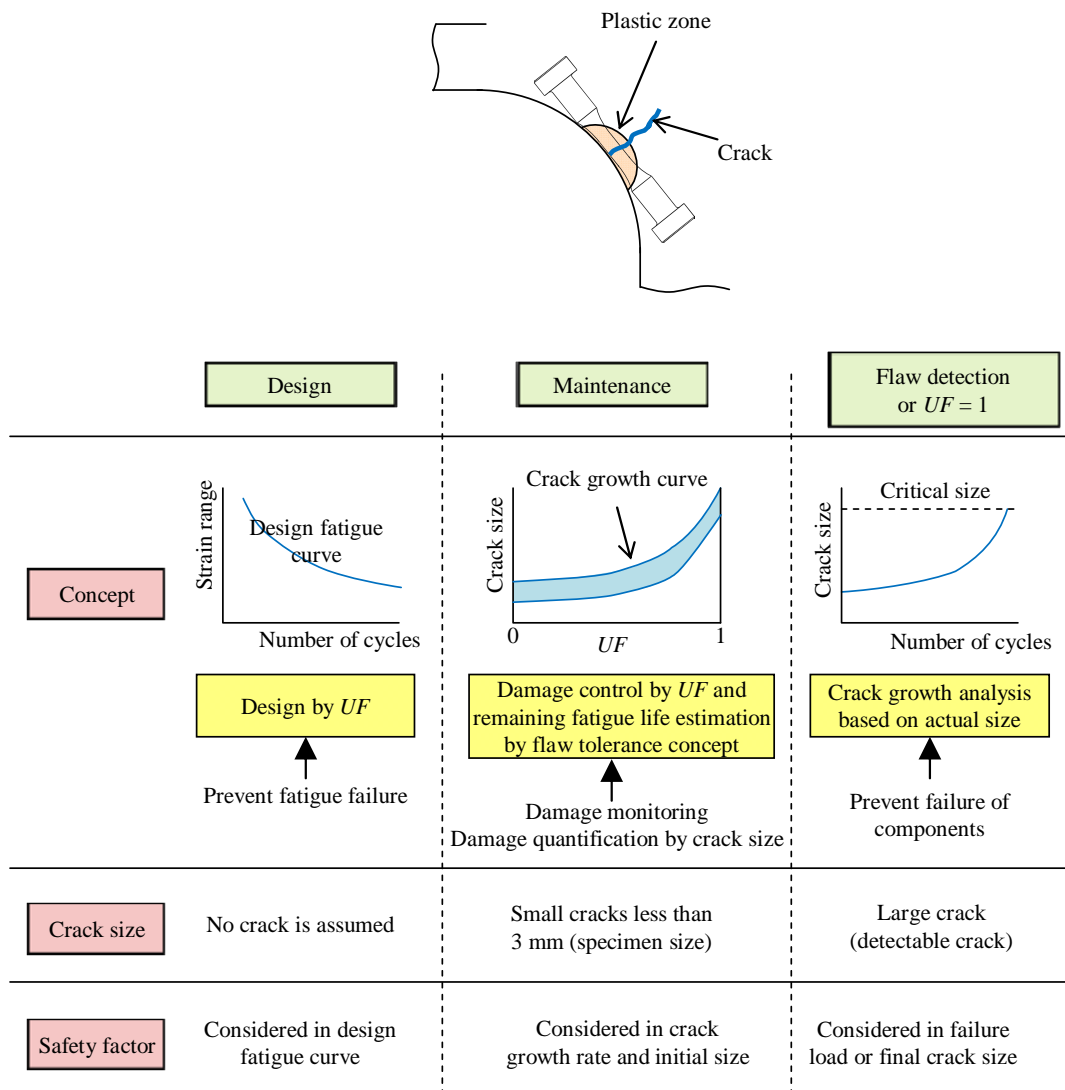 Plastic zone
Crack
Design
Maintenance
Flaw detection
or UF = 1
Concept
Strain range
Design fatigue
curve
Number of cycles
Crack growth curve
Crack size
0
UF
1
Critical size
Crack size
Number of cycles
Design by UF
Damage control by UF and
remaining fatigue life estimation
by flaw tolerance concept
Crack growth analysis
based on actual size
Prevent fatigue failure
Damage monitoring
Damage quantification by crack size
Prevent failure of
components
Crack size
No crack is assumed
Small cracks less than
3 mm (specimen size)
Large crack
(detectable crack)
Safety factor
Considered in design
fatigue curve
Considered in crack
growth rate and initial size
Considered in failure
load or final crack size